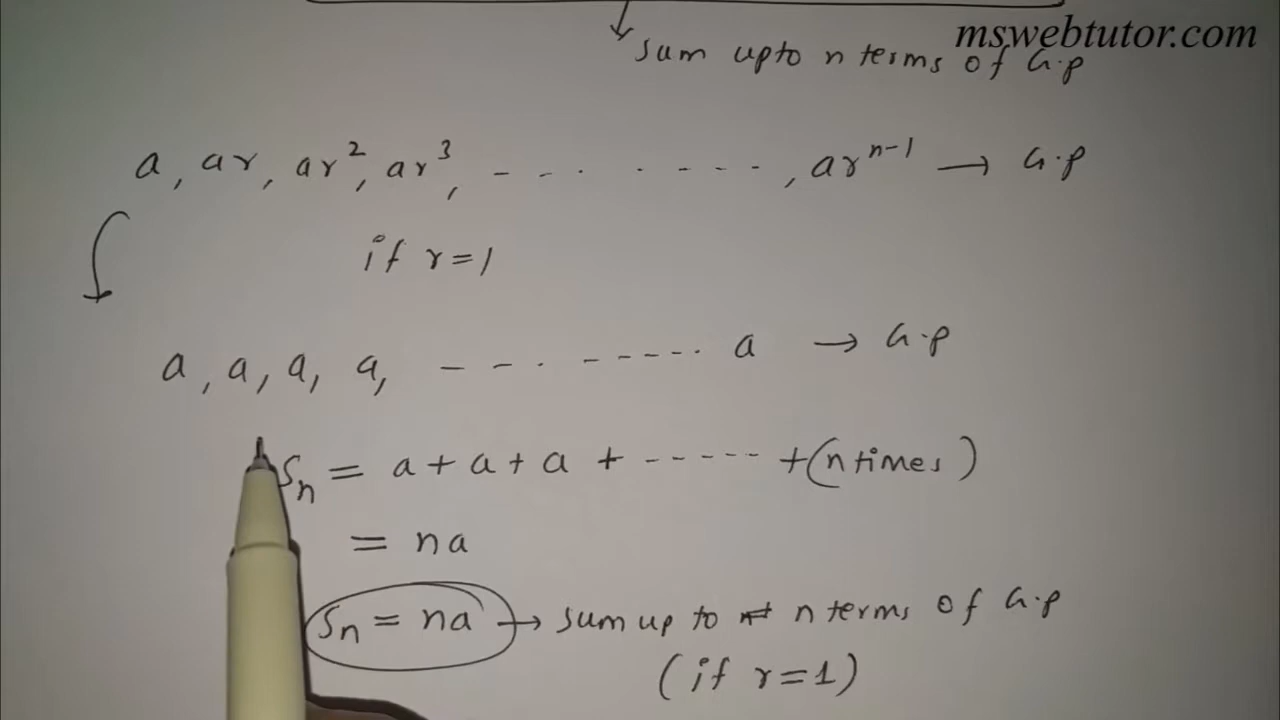 mswebtutor.com
sum upto n terms of G.P
a, ar, ar², ar³, - - - - - - - - , arⁿ⁻¹ → G.P
if r=1
a, a, a, a, - - - - - - - - - a → G.P
Sn = a+a+a + - - - - - +(n times)
= na
Sn = na → sum up to n terms of G.P
(if r=1)